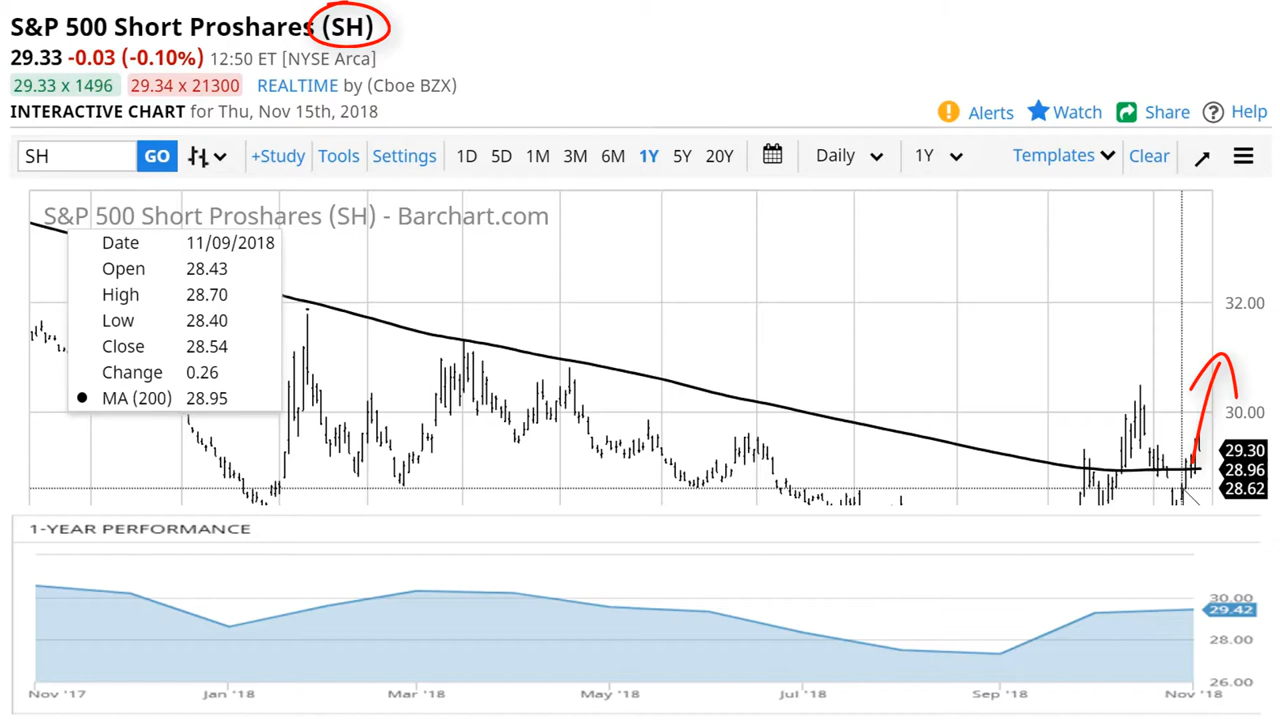 S&P 500 Short Proshares (SH)
29.33 -0.03 (-0.10%) 12:50 ET [NYSE Arca]
29.33 x 1496 29.34 x 21300 REALTIME by (Cboe BZX)
INTERACTIVE CHART for Thu, Nov 15th, 2018
Alerts Watch Share ? Help
SH GO +Study Tools Settings 1D 5D 1M 3M 6M 1Y 5Y 20Y Daily 1Y Templates Clear
S&P 500 Short Proshares (SH) - Barchart.com
Date 11/09/2018
Open 28.43
High 28.70
Low 28.40
Close 28.54
Change 0.26
MA (200) 28.95
32.00
30.00
29.30
28.96
28.62
1-YEAR PERFORMANCE
30.00
29.42
28.00
26.00
Nov '17 Jan '18 Mar '18 May '18 Jul '18 Sep '18 Nov '18